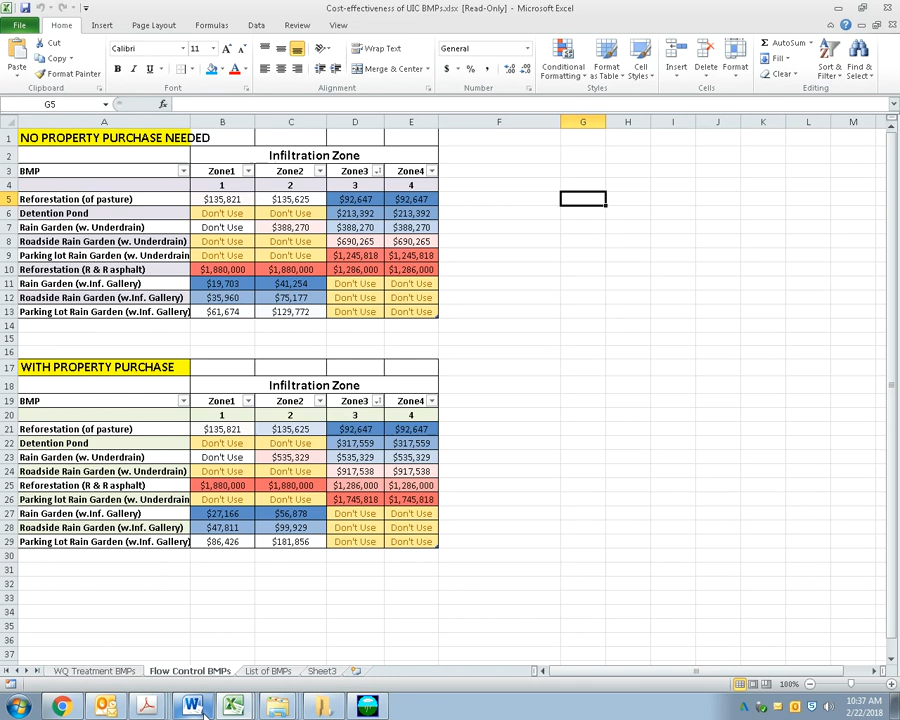 Cost-effectiveness of UIC BMPs.xlsx [Read-Only] - Microsoft Excel
File Home Insert Page Layout Formulas Data Review View
Paste Cut Copy Format Painter Calibri 11 Wrap Text Merge & Center General Conditional Formatting Format as Table Cell Styles Insert Delete Format AutoSum Fill Clear Sort & Filter Find & Select
Clipboard Font Alignment Number Styles Cells Editing
G5 fx
A B C D E F G H I J K L M
1 NO PROPERTY PURCHASE NEEDED
2 Infiltration Zone
3 BMP Zone1 Zone2 Zone3 Zone4
4 1 2 3 4
5 Reforestation (of pasture) $135,821 $135,625 $92,647 $92,647
6 Detention Pond Don't Use Don't Use $213,392 $213,392
7 Rain Garden (w. Underdrain) Don't Use $388,270 $388,270 $388,270
8 Roadside Rain Garden (w. Underdrain) Don't Use Don't Use $690,265 $690,265
9 Parking lot Rain Garden (w. Underdrain Don't Use Don't Use $1,245,818 $1,245,818
10 Reforestation (R & R asphalt) $1,880,000 $1,880,000 $1,286,000 $1,286,000
11 Rain Garden (w.Inf. Gallery) $19,703 $41,254 Don't Use Don't Use
12 Roadside Rain Garden (w.Inf. Gallery) $35,960 $75,177 Don't Use Don't Use
13 Parking Lot Rain Garden (w.Inf. Gallery) $61,674 $129,772 Don't Use Don't Use
14
15
16
17 WITH PROPERTY PURCHASE
18 Infiltration Zone
19 BMP Zone1 Zone2 Zone3 Zone4
20 1 2 3 4
21 Reforestation (of pasture) $135,821 $135,625 $92,647 $92,647
22 Detention Pond Don't Use Don't Use $317,559 $317,559
23 Rain Garden (w. Underdrain) Don't Use $535,329 $535,329 $535,329
24 Roadside Rain Garden (w. Underdrain) Don't Use Don't Use $917,538 $917,538
25 Reforestation (R & R asphalt) $1,880,000 $1,880,000 $1,286,000 $1,286,000
26 Parking lot Rain Garden (w. Underdrain Don't Use Don't Use $1,745,818 $1,745,818
27 Rain Garden (w.Inf. Gallery) $27,166 $56,878 Don't Use Don't Use
28 Roadside Rain Garden (w.Inf. Gallery) $47,811 $99,929 Don't Use Don't Use
29 Parking Lot Rain Garden (w.Inf. Gallery) $86,426 $181,856 Don't Use Don't Use
30
31
32
33
34
35
36
37
WQ Treatment BMPs Flow Control BMPs List of BMPs Sheet3
100%
10:37 AM
2/22/2018